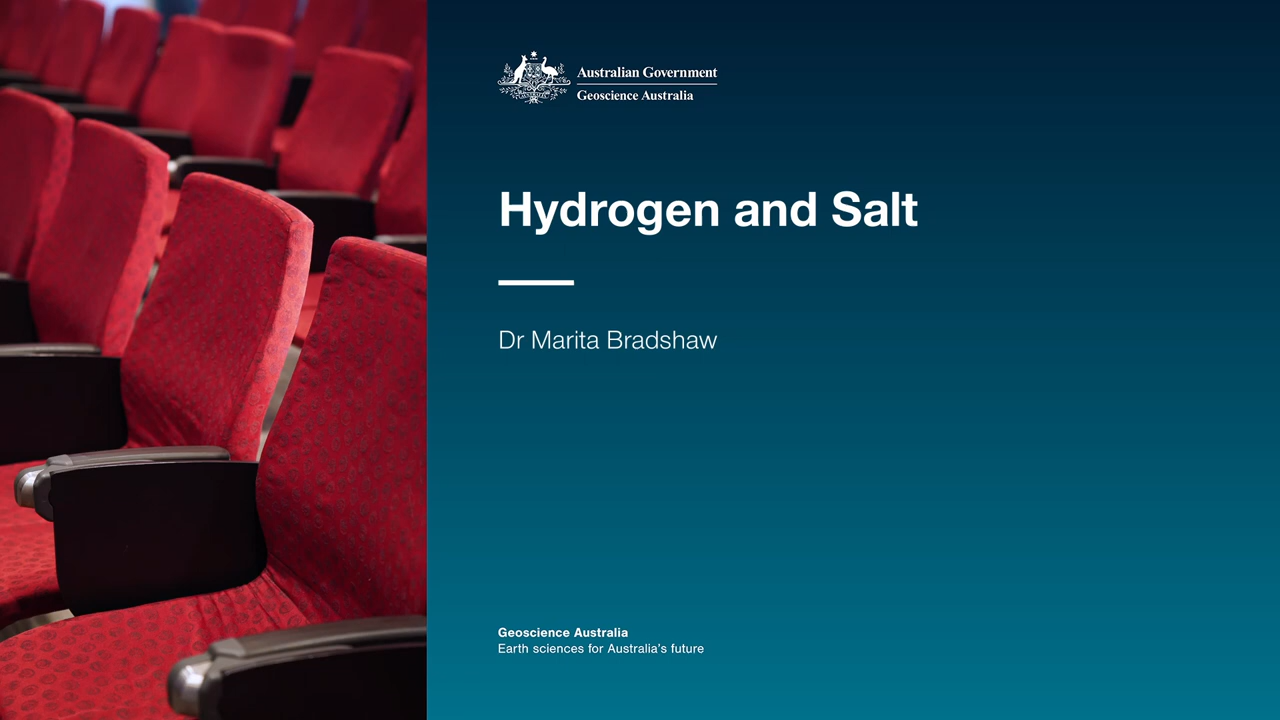 Australian Government
Geoscience Australia
Hydrogen and Salt
Dr Marita Bradshaw
Geoscience Australia
Earth sciences for Australia's future